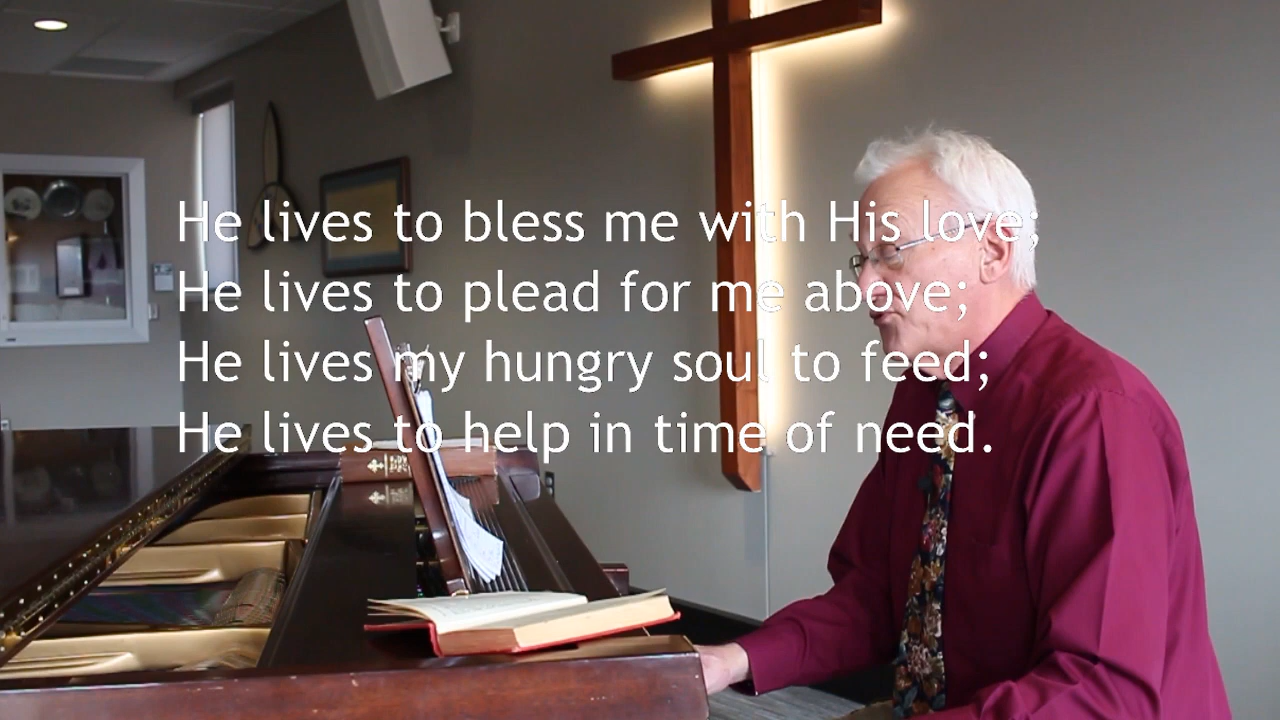 He lives to bless me with His love;
He lives to plead for me above;
He lives my hungry soul to feed;
He lives to help in time of need.